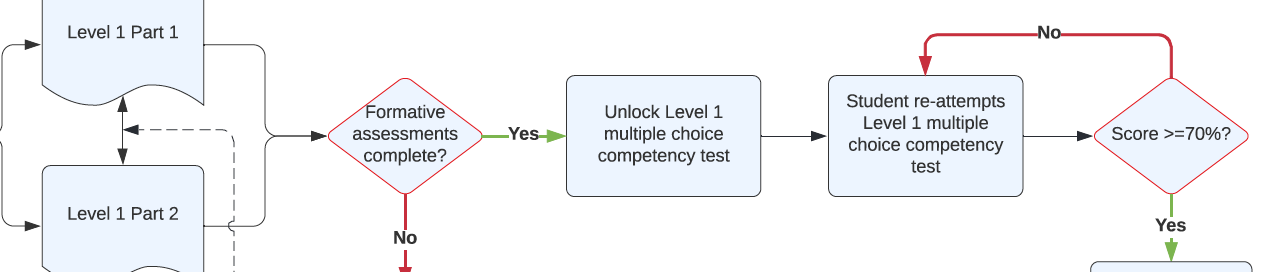 Level 1 Part 1
Level 1 Part 2
Formative
assessments
complete?
Yes
No
Unlock Level 1
multiple choice
competency test
Student re-attempts
Level 1 multiple
choice competency
test
No
Score >=70%?
Yes